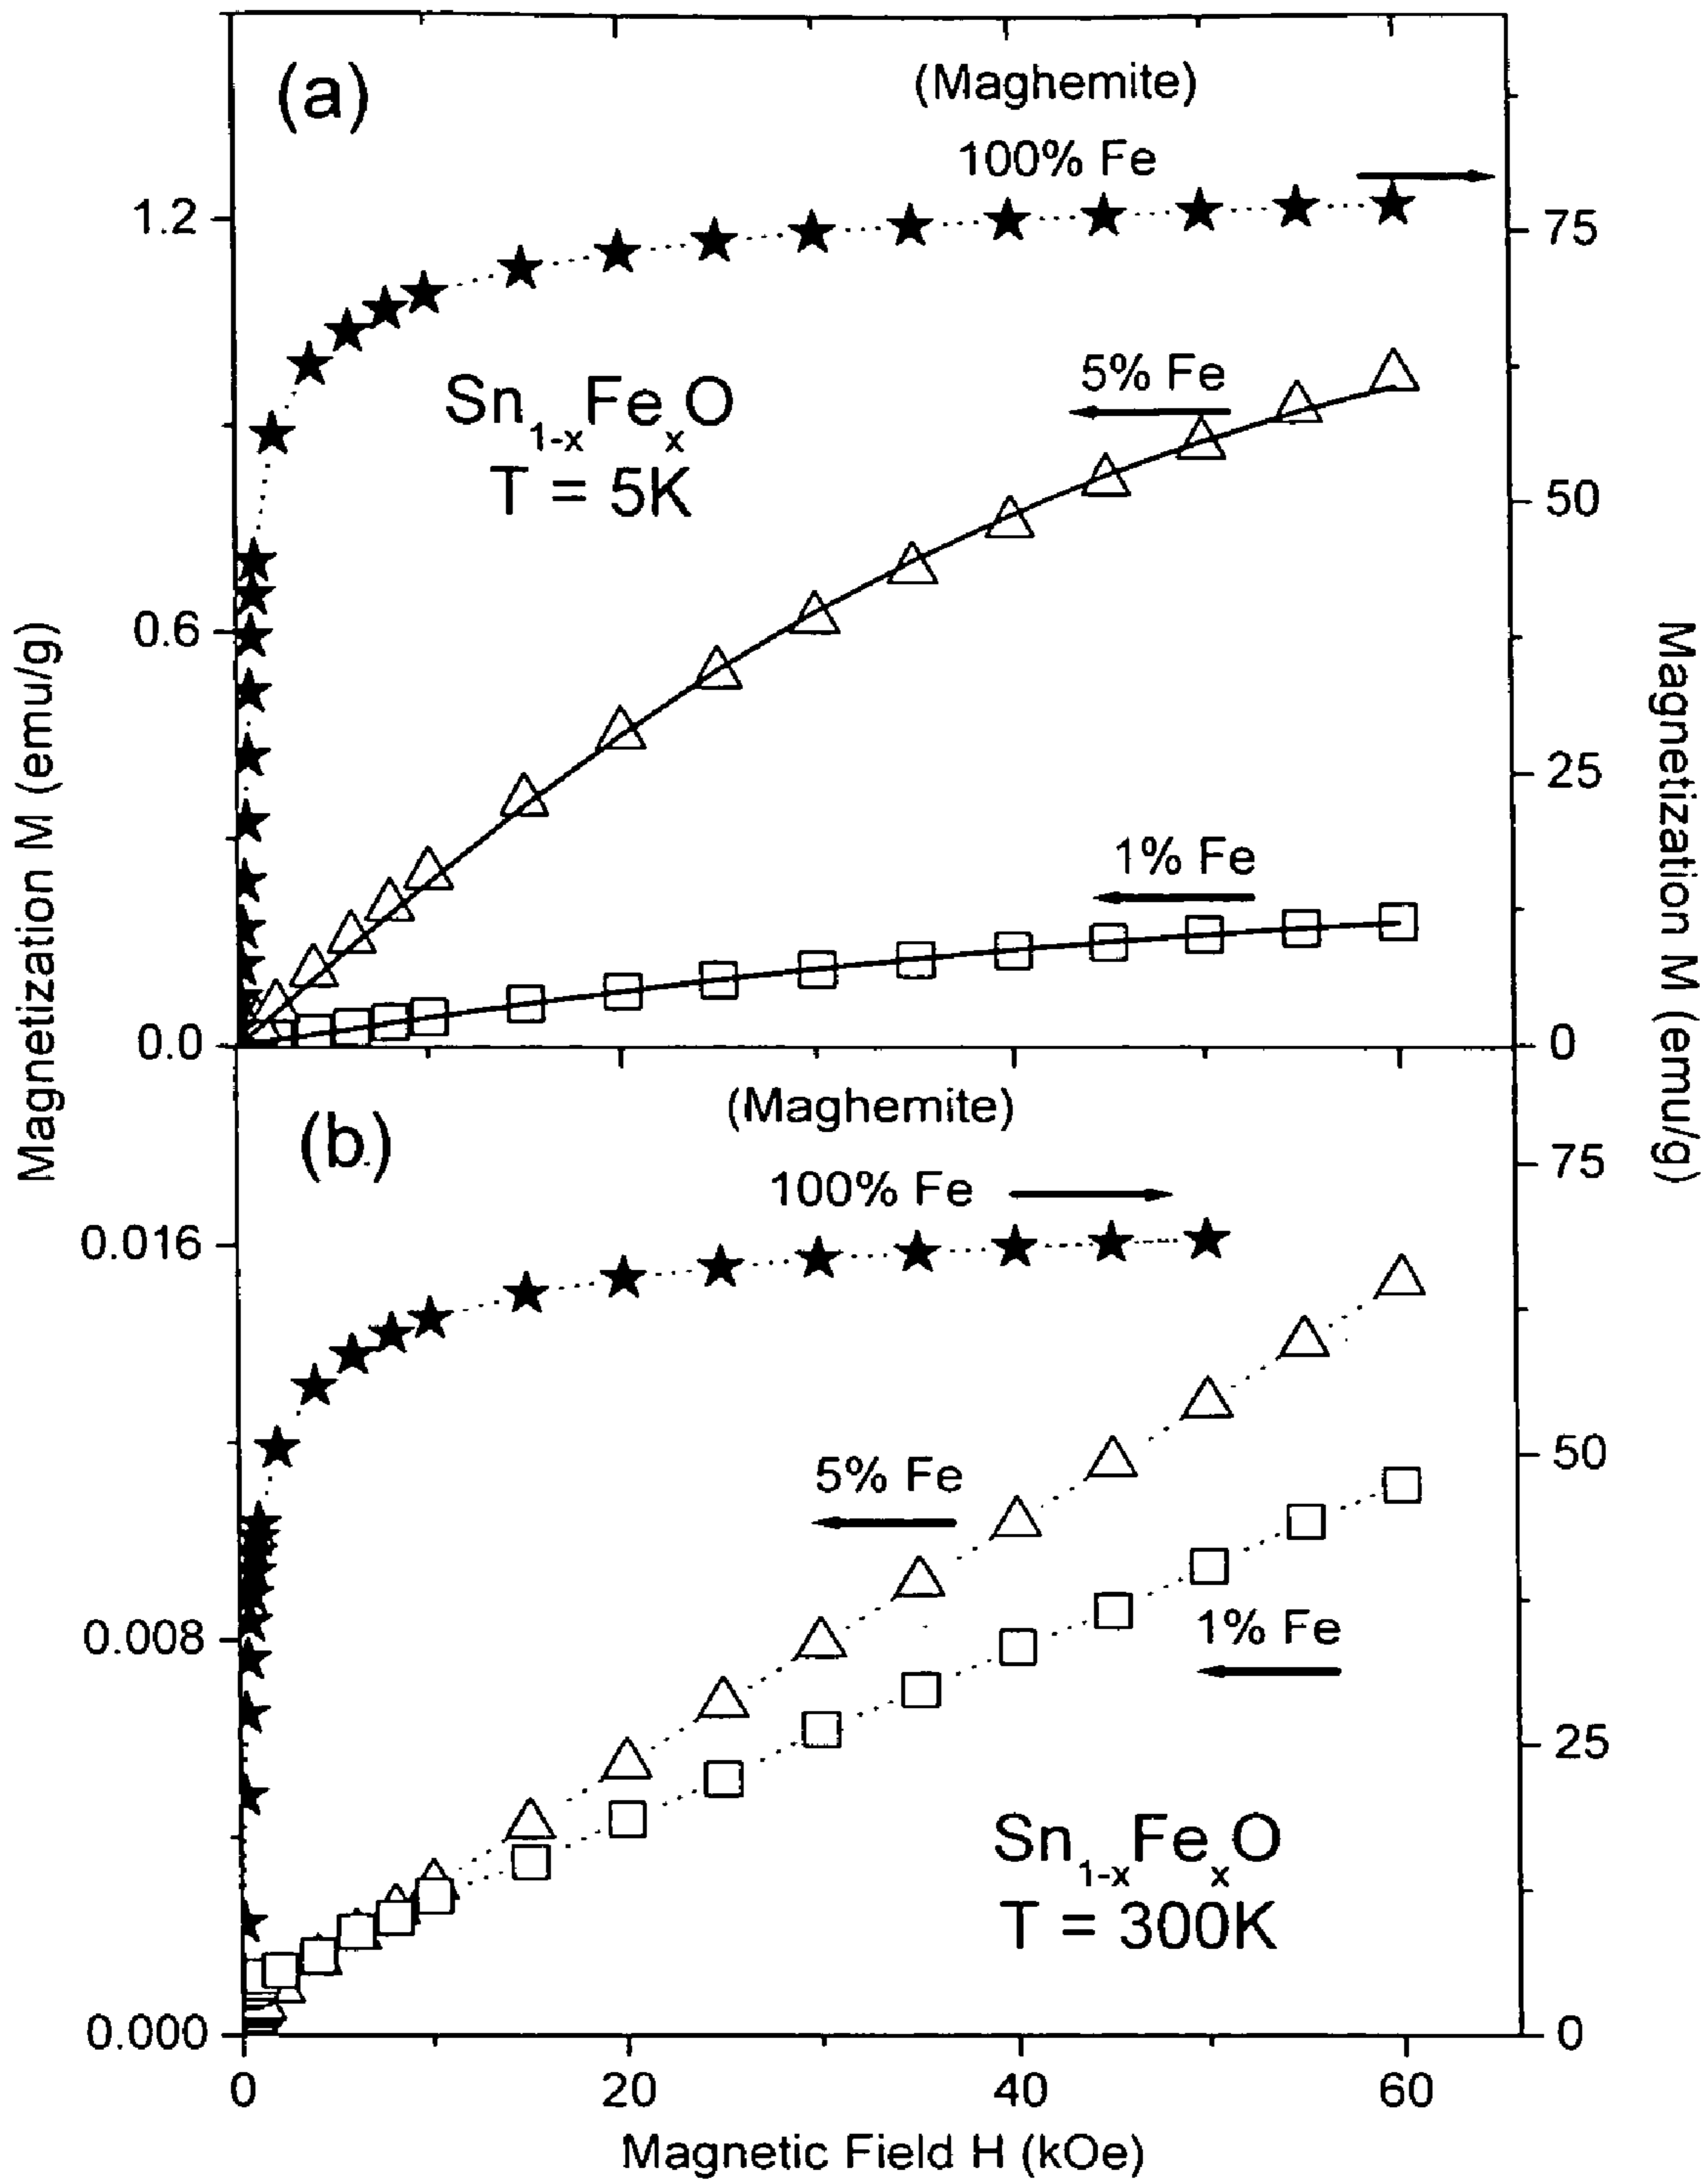 (a)
(Maghemite)
100% Fe
1.2
75
5% Fe
Sn1-xFexO
T = 5K
50
0.6
Magnetization M (emu/g)
Magnetization M (emu/g)
25
1% Fe
0.0
0
(Maghemite)
(b)
75
100% Fe
0.016
50
5% Fe
0.008
1% Fe
25
Sn1-xFexO
T = 300K
0.000
0
0
20
40
60
Magnetic Field H (kOe)